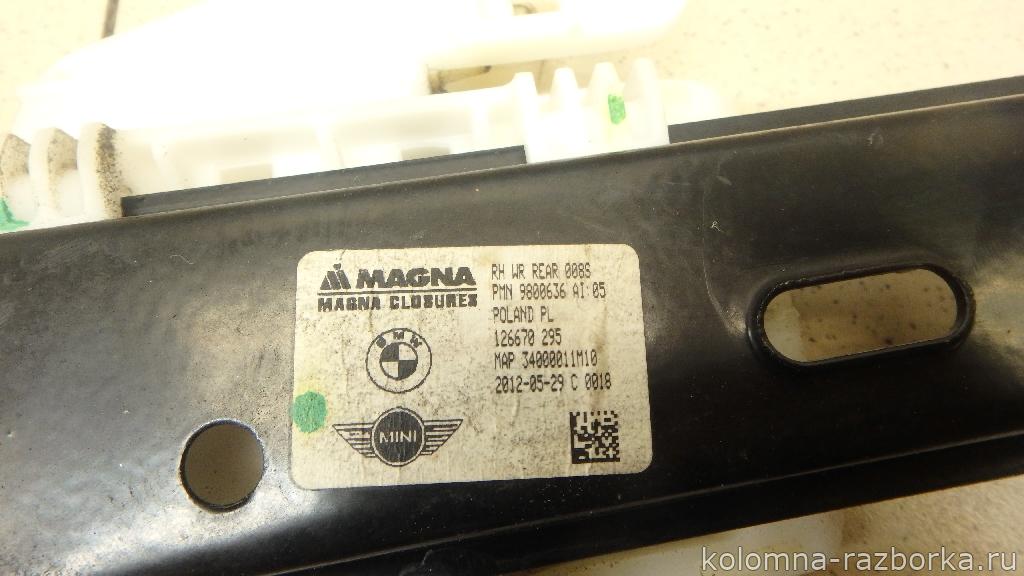 MAGNA
MAGNA CLOSURES
BMW
MINI
RH WR REAR 008S
PMN 9800636 AI:05
POLAND PL
126670 295
MAP 34000011M10
2012-05-29 C 0018
kolomna-razborka.ru